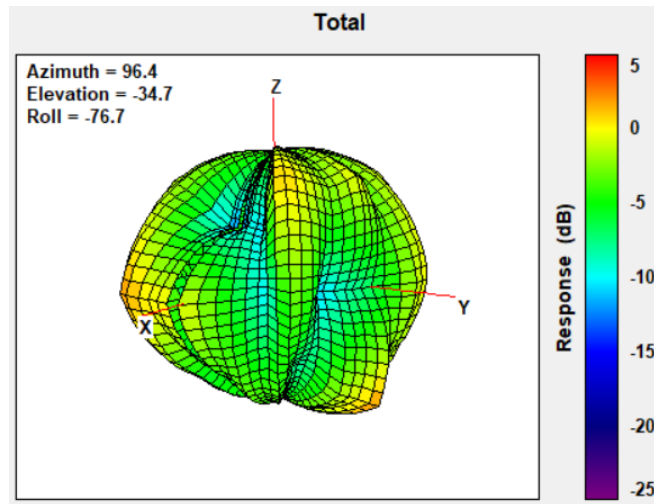 Total
Azimuth = 96.4
Elevation = -34.7
Roll = -76.7
Z
X
Y
5
0
-5
-10
-15
-20
-25
Response (dB)